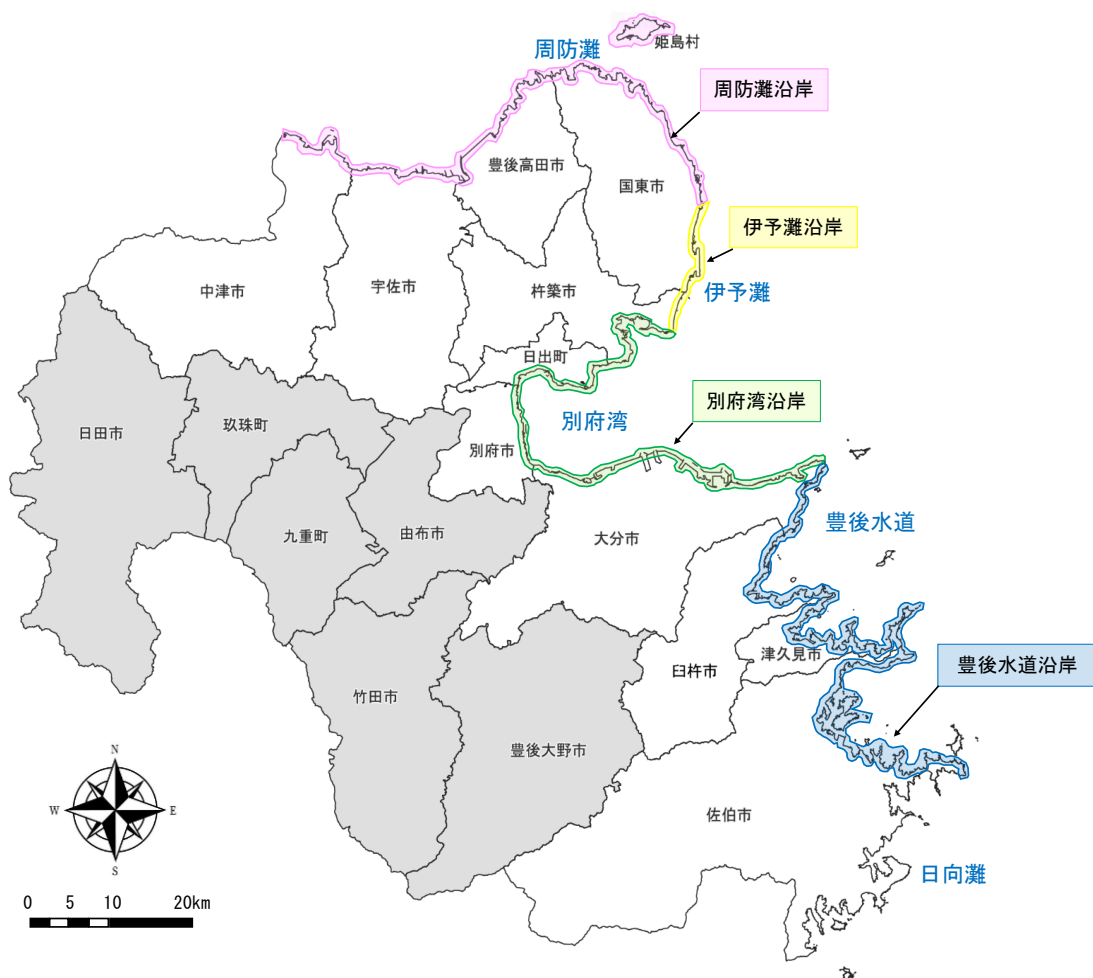 姫島村
周防灘
周防灘沿岸
豊後高田市
国東市
伊予灘沿岸
中津市
宇佐市
杵築市
伊予灘
日出町
別府湾沿岸
別府湾
日田市
玖珠町
別府市
豊後水道
九重町
由布市
大分市
津久見市
豊後水道沿岸
臼杵市
竹田市
豊後大野市
佐伯市
日向灘
N
W
E
S
0 5 10 20km